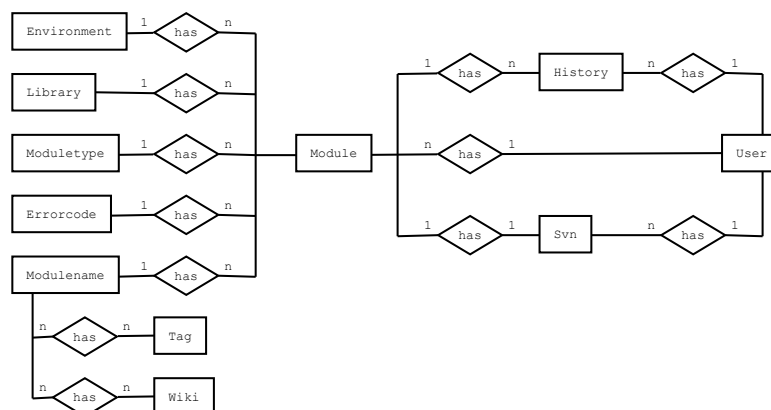 Environment 1 has n
Library 1 has n
Moduletype 1 has n
Errorcode 1 has n
Modulename 1 has n
n has n Tag
n has n Wiki
Module
1 has n History n has 1
n has 1 User
1 has 1 Svn n has 1